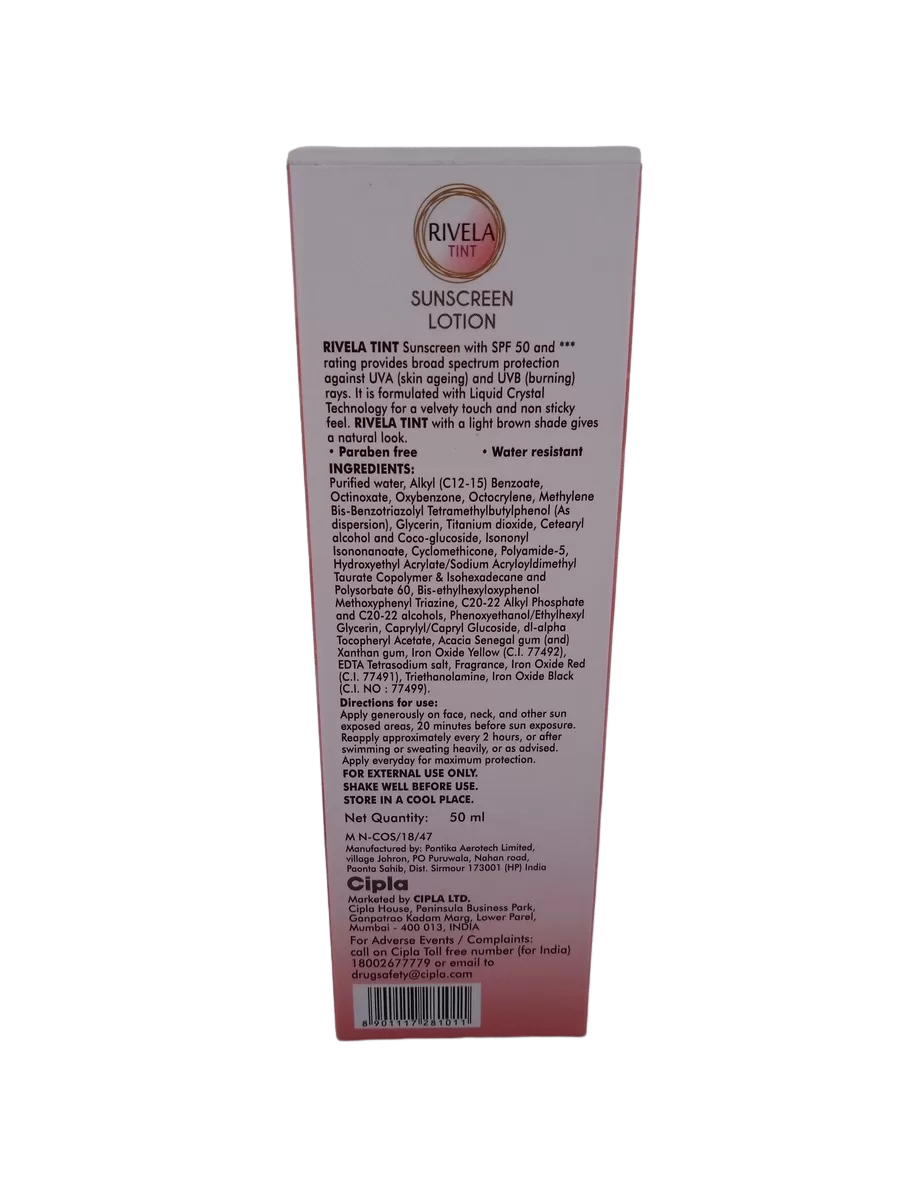 RIVELA
TINT
SUNSCREEN
LOTION
RIVELA TINT Sunscreen with SPF 50 and ***
rating provides broad spectrum protection
against UVA (skin ageing) and UVB (burning)
rays. It is formulated with Liquid Crystal
Technology for a velvety touch and non sticky
feel. RIVELA TINT with a light brown shade gives
a natural look.
• Paraben free • Water resistant
INGREDIENTS:
Purified water, Alkyl (C12-15) Benzoate,
Octinoxate, Oxybenzone, Octocrylene, Methylene
Bis-Benzotriazolyl Tetramethylbutylphenol (As
dispersion), Glycerin, Titanium dioxide, Cetearyl
alcohol and Coco-glucoside, Isononyl
Isononanoate, Cyclomethicone, Polyamide-5,
Hydroxyethyl Acrylate/Sodium Acryloyldimethyl
Taurate Copolymer & Isohexadecane and
Polysorbate 60, Bis-ethylhexyloxyphenol
Methoxyphenyl Triazine, C20-22 Alkyl Phosphate
and C20-22 alcohols, Phenoxyethanol/Ethylhexyl
Glycerin, Caprylyl/Capryl Glucoside, dl-alpha
Tocopheryl Acetate, Acacia Senegal gum (and)
Xanthan gum, Iron Oxide Yellow (C.I. 77492),
EDTA Tetrasodium salt, Fragrance, Iron Oxide Red
(C.I. 77491), Triethanolamine, Iron Oxide Black
(C.I. NO : 77499).
Directions for use:
Apply generously on face, neck, and other sun
exposed areas, 20 minutes before sun exposure.
Reapply approximately every 2 hours, or after
swimming or sweating heavily, or as advised.
Apply everyday for maximum protection.
FOR EXTERNAL USE ONLY.
SHAKE WELL BEFORE USE.
STORE IN A COOL PLACE.
Net Quantity: 50 ml
M N-COS/18/47
Manufactured by: Pontika Aerotech Limited,
village Johron, PO Puruwala, Nahan road,
Paonta Sahib, Dist. Sirmour 173001 (HP) India
Cipla
Marketed by CIPLA LTD.
Cipla House, Peninsula Business Park,
Ganpatrao Kadam Marg, Lower Parel,
Mumbai - 400 013, INDIA
For Adverse Events / Complaints:
call on Cipla Toll free number (for India)
18002677779 or email to
drugsafety@cipla.com
8 901117 281011